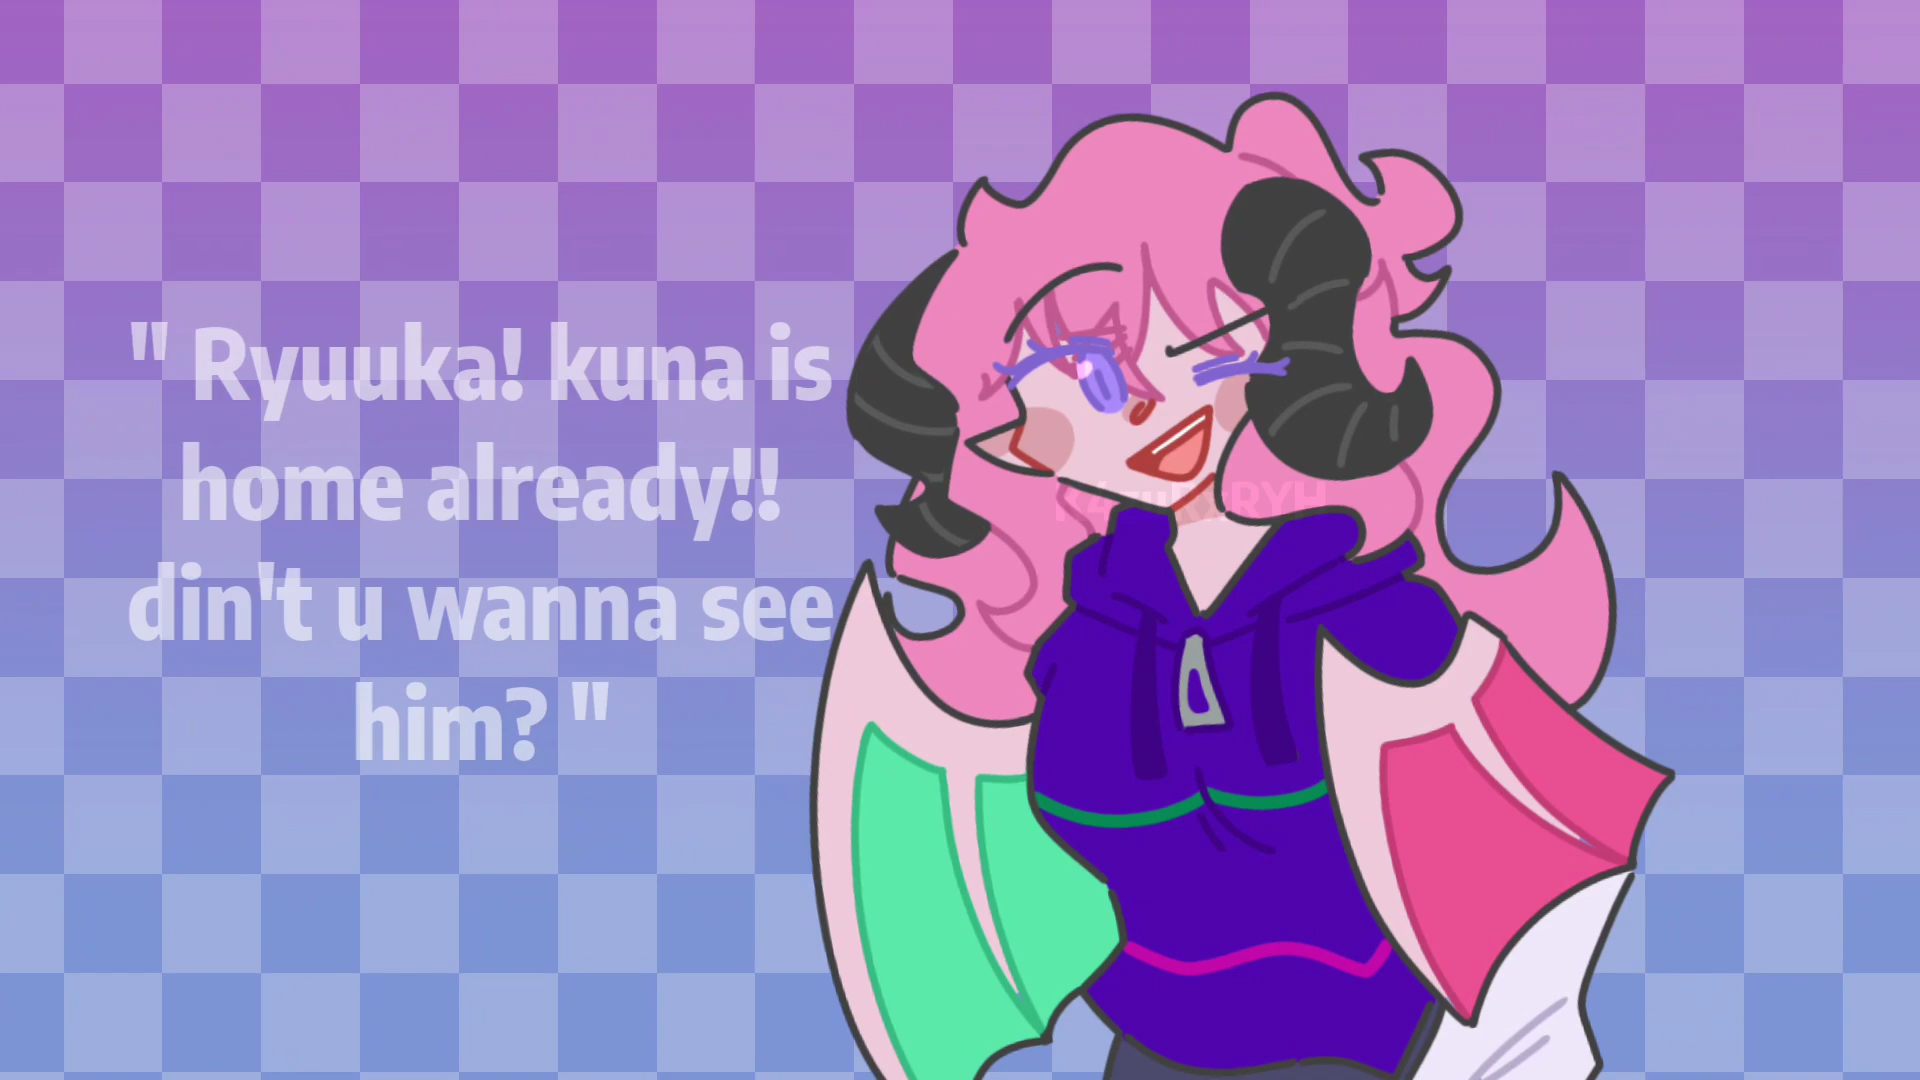 " Ryuuka! kuna is
home already!!
din't u wanna see
him? "